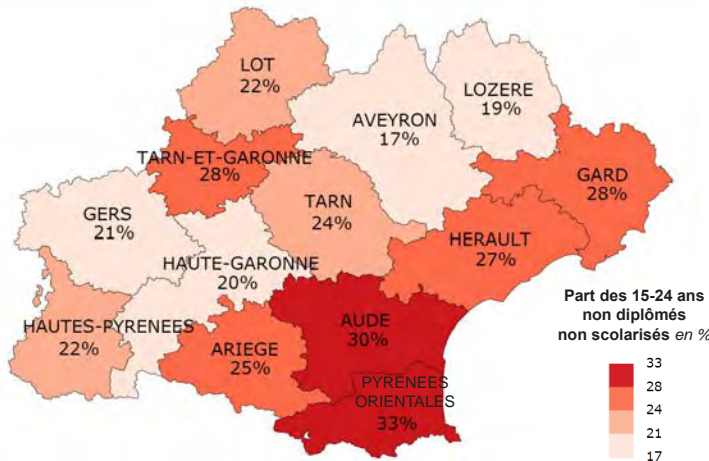 LOT
22%
LOZERE
19%
AVEYRON
17%
TARN-ET-GARONNE
28%
GARD
28%
TARN
24%
GERS
21%
HERAULT
27%
HAUTE-GARONNE
20%
HAUTES-PYRENEES
22%
AUDE
30%
ARIEGE
25%
PYRENEES
ORIENTALES
33%
Part des 15-24 ans
non diplômés
non scolarisés en %
33
28
24
21
17